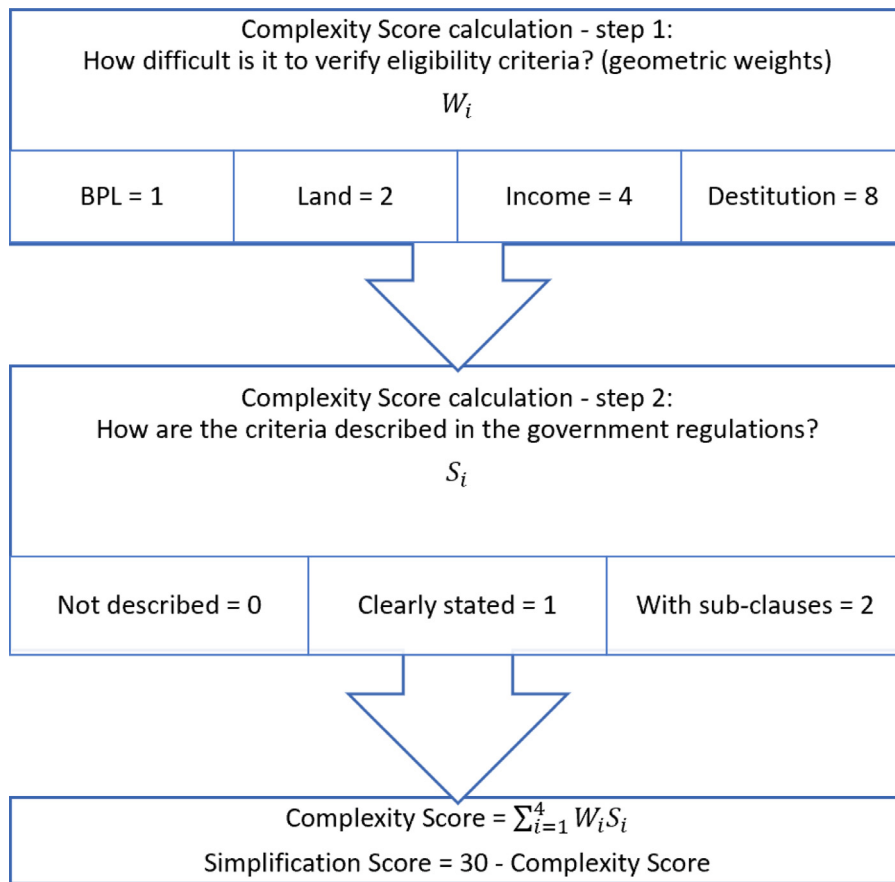 Complexity Score calculation - step 1:
How difficult is it to verify eligibility criteria? (geometric weights)
W_i
BPL = 1
Land = 2
Income = 4
Destitution = 8
Complexity Score calculation - step 2:
How are the criteria described in the government regulations?
S_i
Not described = 0
Clearly stated = 1
With sub-clauses = 2
Complexity Score = ∑_{i=1}^{4} W_i S_i
Simplification Score = 30 - Complexity Score